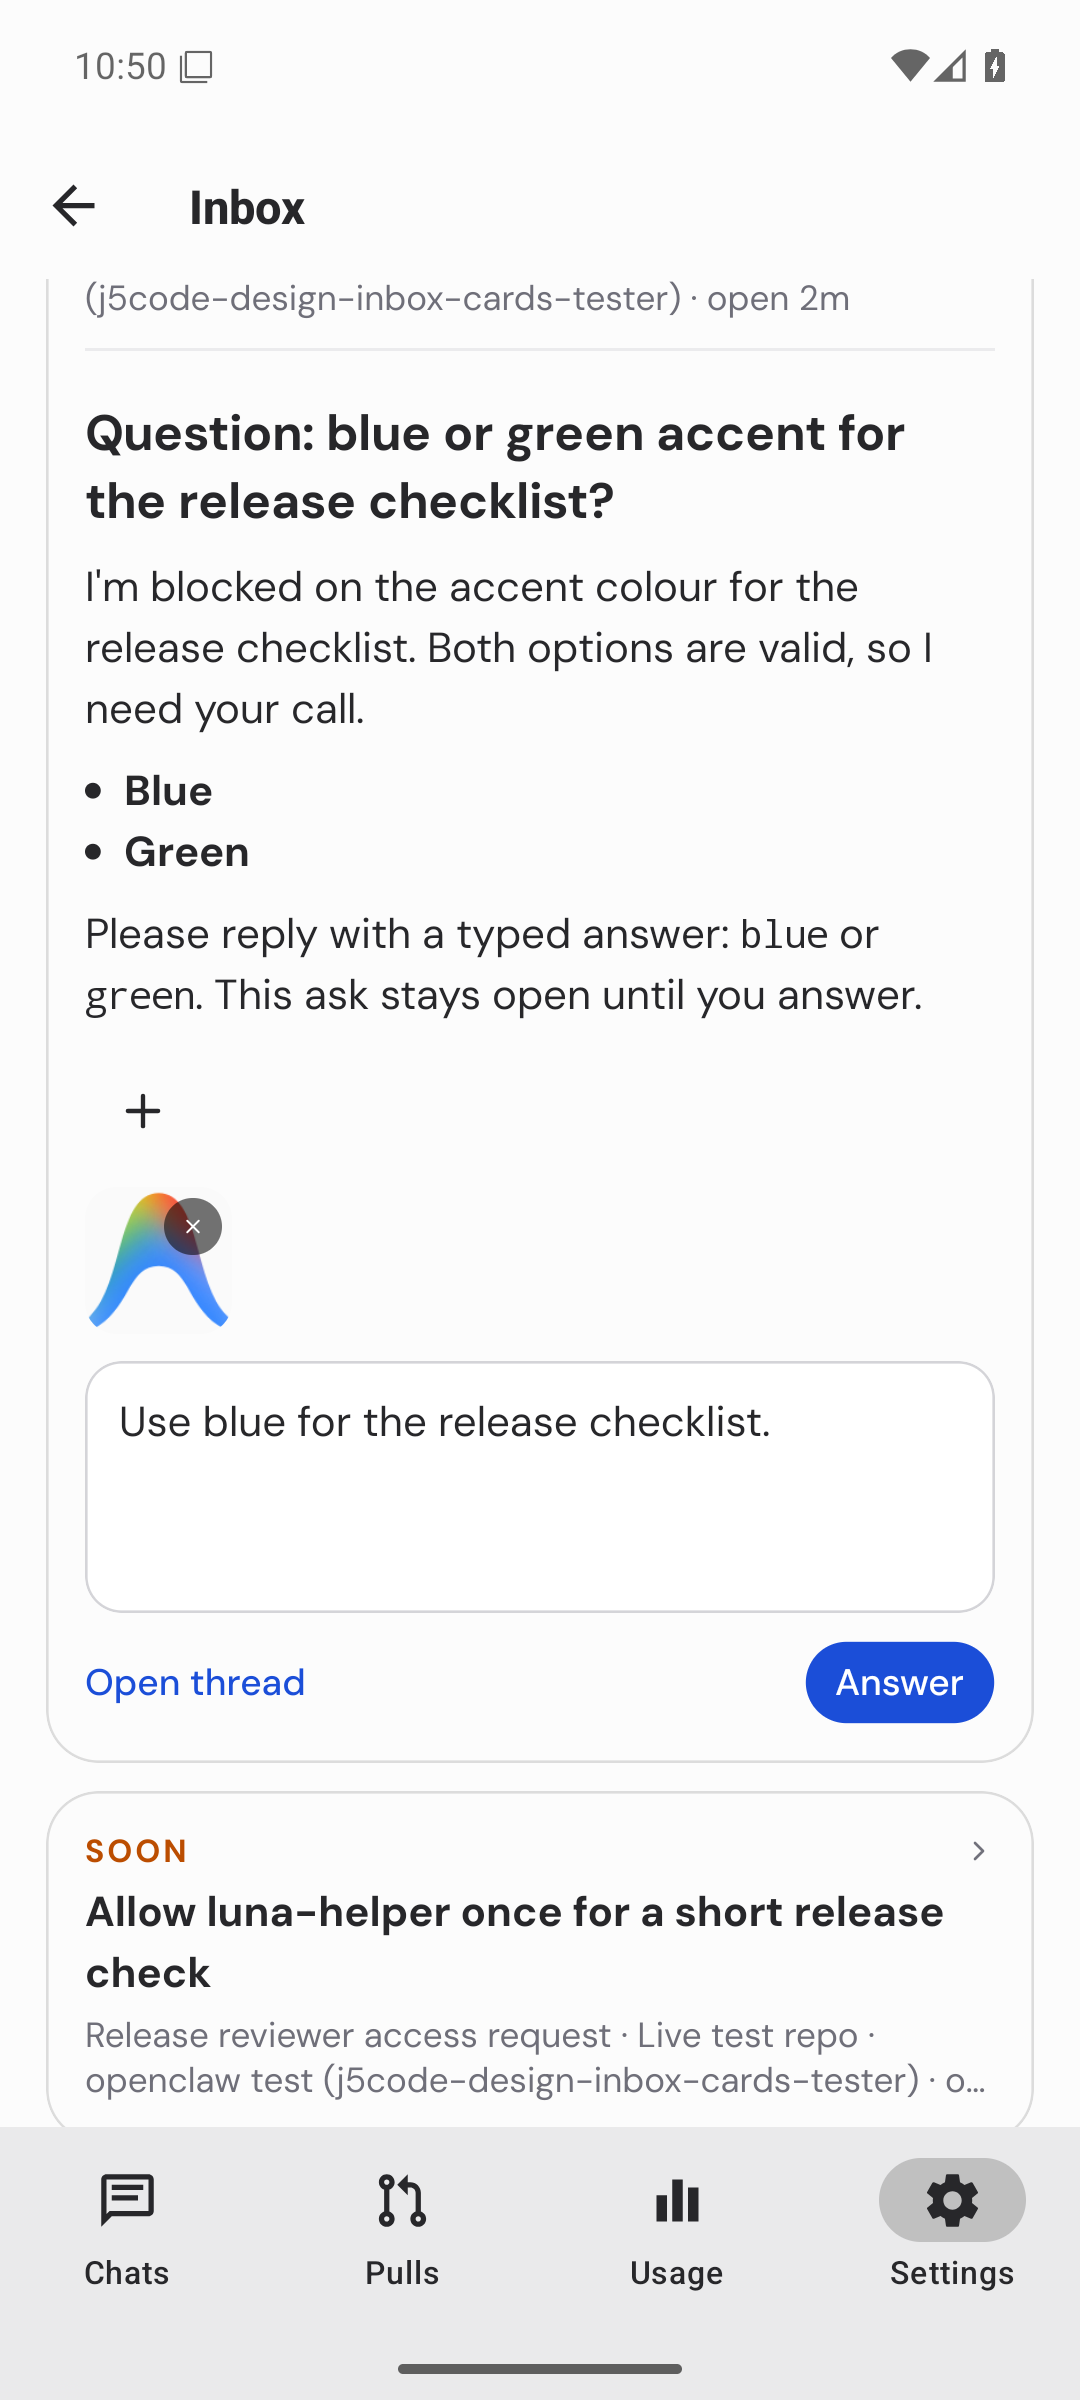 10:50
Inbox
(j5code-design-inbox-cards-tester) · open 2m
Question: blue or green accent for
the release checklist?
I'm blocked on the accent colour for the
release checklist. Both options are valid, so I
need your call.
• Blue
• Green
Please reply with a typed answer: blue or
green. This ask stays open until you answer.
Use blue for the release checklist.
Open thread
Answer
SOON
Allow luna-helper once for a short release
check
Release reviewer access request · Live test repo ·
openclaw test (j5code-design-inbox-cards-tester) · o...
Chats
Pulls
Usage
Settings